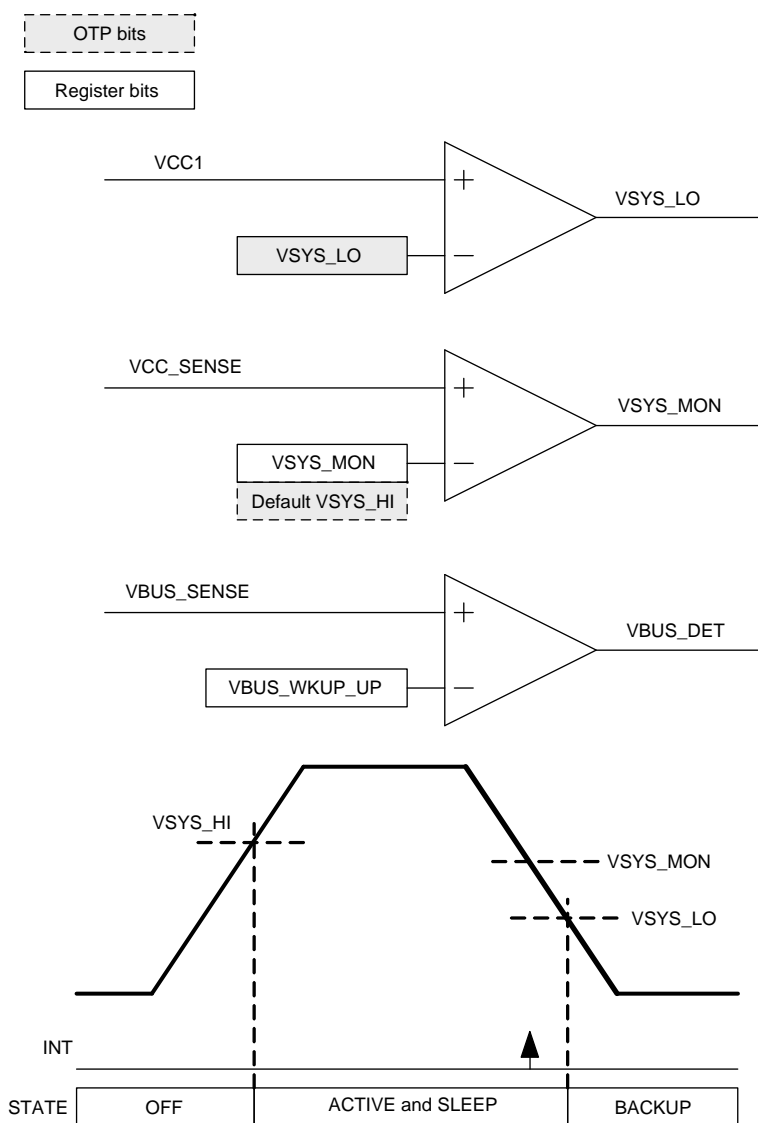 OTP bits
Register bits
VCC1
+
VSYS_LO
VSYS_LO
−
VCC_SENSE
+
VSYS_MON
VSYS_MON
−
Default VSYS_HI
VBUS_SENSE
+
VBUS_DET
VBUS_WKUP_UP
−
VSYS_HI
VSYS_MON
VSYS_LO
INT
STATE OFF ACTIVE and SLEEP BACKUP